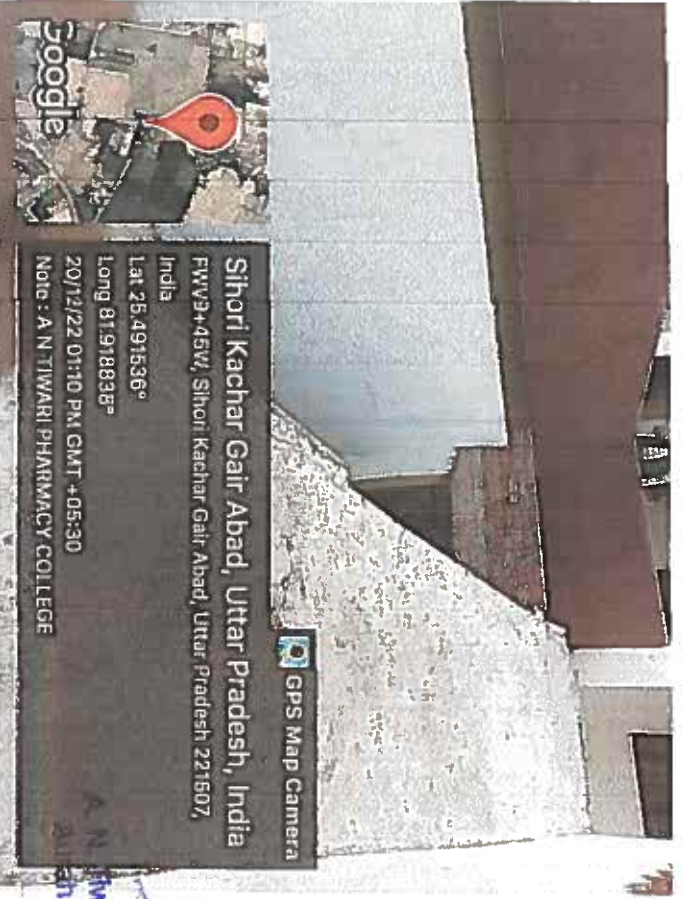 GPS Map Camera
Sihori Kachar Gair Abad, Uttar Pradesh, India
FWV9+45W, Sihori Kachar Gair Abad, Uttar Pradesh 221507,
India
Lat 25.491536°
Long 81.918838°
20/12/22 01:10 PM GMT +05:30
Note : A N TIWARI PHARMACY COLLEGE
Google
A. N.